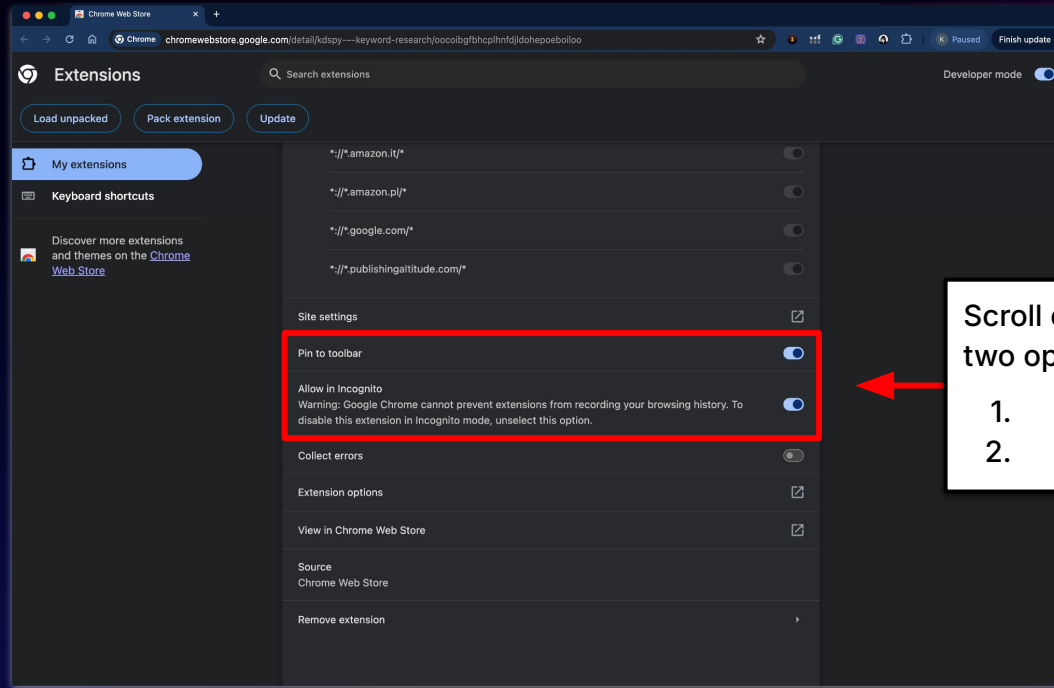 Chrome Web Store
Chrome chromewebstore.google.com/detail/kdspy---keyword-research/oocoibgfbhcplhnfdjldohepoeboiloo K Paused Finish update
Extensions
Search extensions
Developer mode
Load unpacked Pack extension Update
My extensions
Keyboard shortcuts
Discover more extensions
and themes on the Chrome
Web Store
*://*.amazon.it/*
*://*.amazon.pl/*
*://*.google.com/*
*://*.publishingaltitude.com/*
Site settings
Pin to toolbar
Allow in Incognito
Warning: Google Chrome cannot prevent extensions from recording your browsing history. To
disable this extension in Incognito mode, unselect this option.
Collect errors
Extension options
View in Chrome Web Store
Source
Chrome Web Store
Remove extension
Scroll
two op
1.
2.